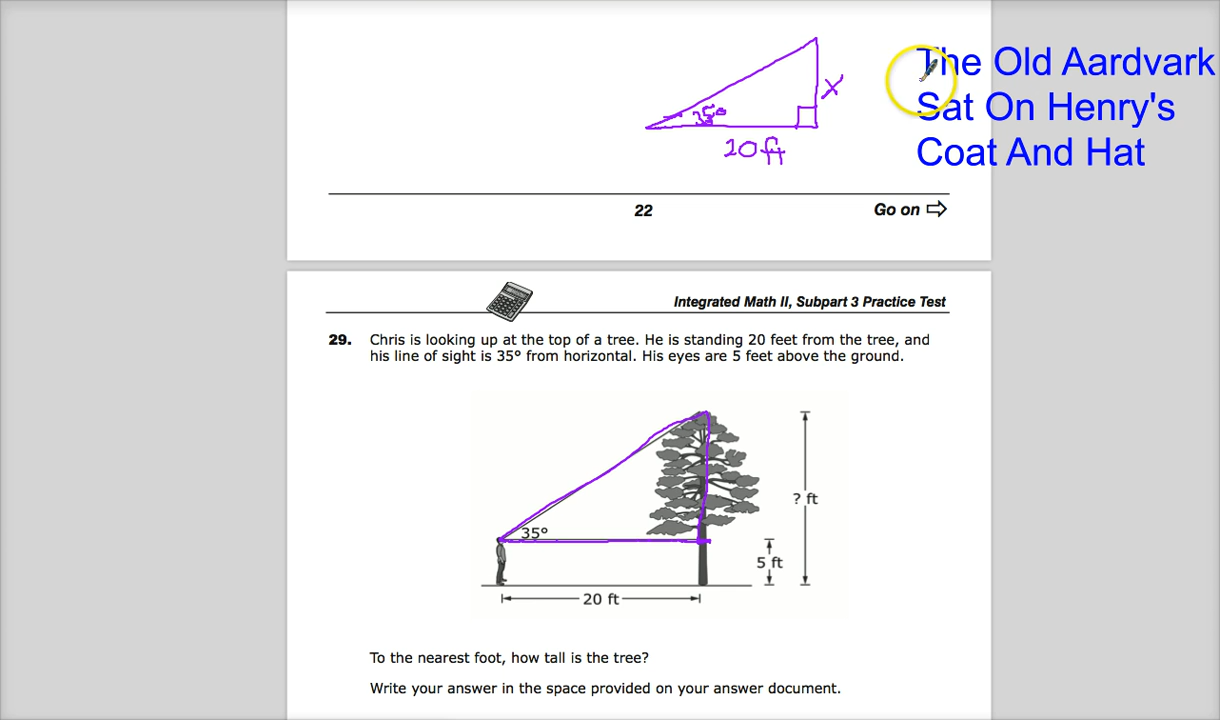 The Old Aardvark
Sat On Henry's
Coat And Hat
35°
x
20ft
22
Go on
Integrated Math II, Subpart 3 Practice Test
29. Chris is looking up at the top of a tree. He is standing 20 feet from the tree, and
his line of sight is 35° from horizontal. His eyes are 5 feet above the ground.
35°
? ft
5 ft
20 ft
To the nearest foot, how tall is the tree?
Write your answer in the space provided on your answer document.